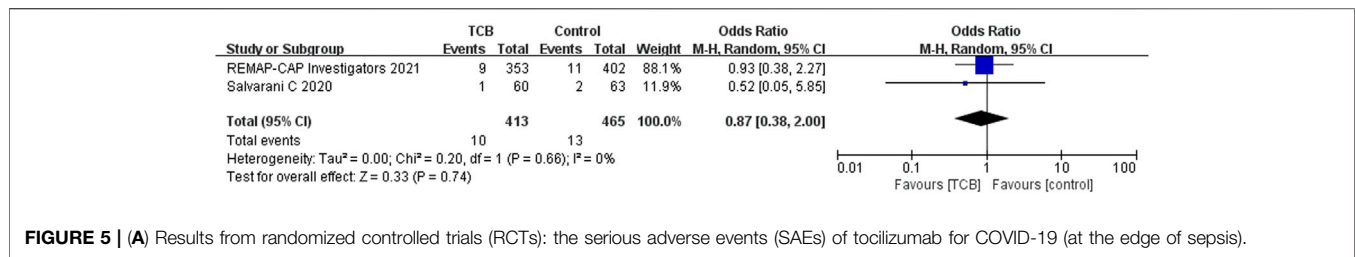 TCB Control Odds Ratio Odds Ratio
Study or Subgroup Events Total Events Total Weight M-H, Random, 95% CI M-H, Random, 95% CI
REMAP-CAP Investigators 2021 9 353 11 402 88.1% 0.93 [0.38, 2.27]
Salvarani C 2020 1 60 2 63 11.9% 0.52 [0.05, 5.85]
Total (95% CI) 413 465 100.0% 0.87 [0.38, 2.00]
Total events 10 13
Heterogeneity: Tau² = 0.00; Chi² = 0.20, df = 1 (P = 0.66); I² = 0%
Test for overall effect: Z = 0.33 (P = 0.74)
0.01 0.1 1 10 100
Favours [TCB] Favours [control]
FIGURE 5 | (A) Results from randomized controlled trials (RCTs): the serious adverse events (SAEs) of tocilizumab for COVID-19 (at the edge of sepsis).